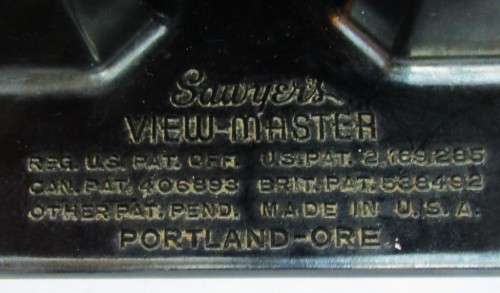 Sawyer's
VIEW-MASTER
REG. U.S. PAT. OFF. U.S. PAT. 2,189,285
CAN. PAT. 406893 BRIT. PAT. 538492
OTHER PAT. PEND. MADE IN U.S.A.
PORTLAND-ORE